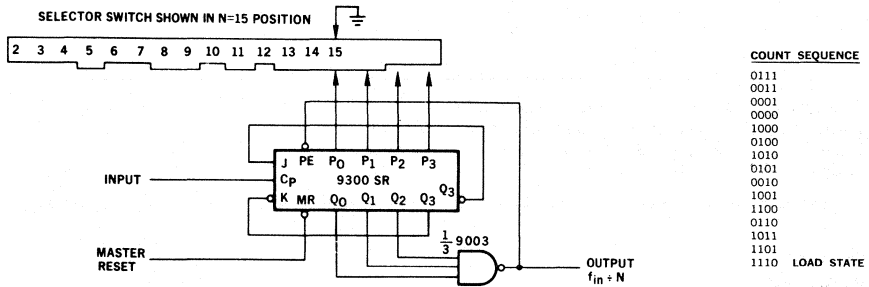 SELECTOR SWITCH SHOWN IN N=15 POSITION
2 3 4 5 6 7 8 9 10 11 12 13 14 15
J PE P0 P1 P2 P3
INPUT
CP 9300 SR
K MR Q0 Q1 Q2 Q3 Q3
MASTER
RESET
1/3 9003
OUTPUT
fin ÷ N
COUNT SEQUENCE
0111
0011
0001
0000
1000
0100
1010
0101
0010
1001
1100
0110
1011
1101
1110 LOAD STATE